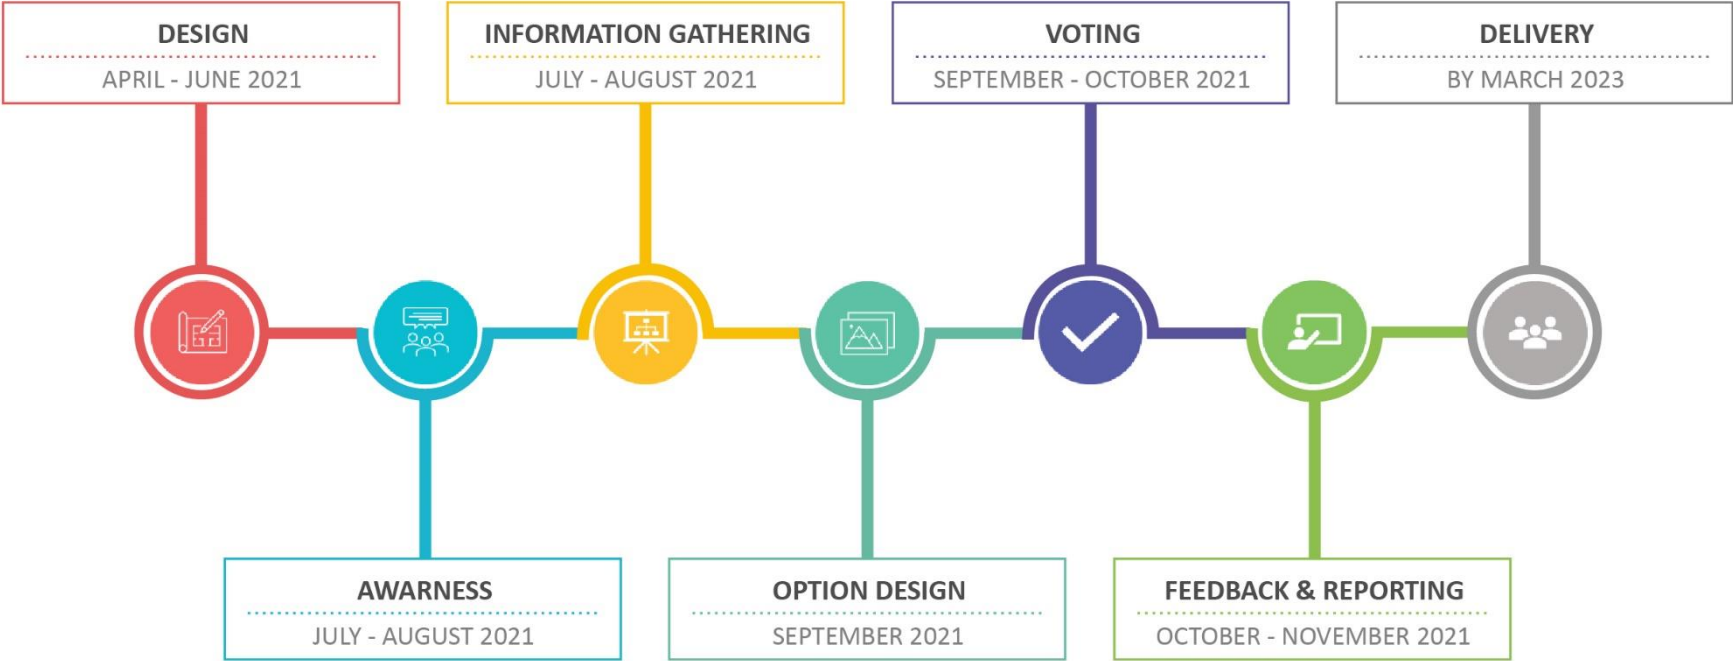 DESIGN
APRIL - JUNE 2021
AWARNESS
JULY - AUGUST 2021
INFORMATION GATHERING
JULY - AUGUST 2021
OPTION DESIGN
SEPTEMBER 2021
VOTING
SEPTEMBER - OCTOBER 2021
FEEDBACK & REPORTING
OCTOBER - NOVEMBER 2021
DELIVERY
BY MARCH 2023